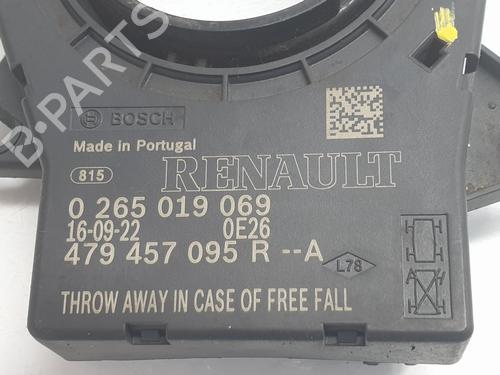 B-PARTS
BOSCH
Made in Portugal
815
RENAULT
0 265 019 069
16-09-22 0E26
479 457 095 R --A
L78
A
THROW AWAY IN CASE OF FREE FALL